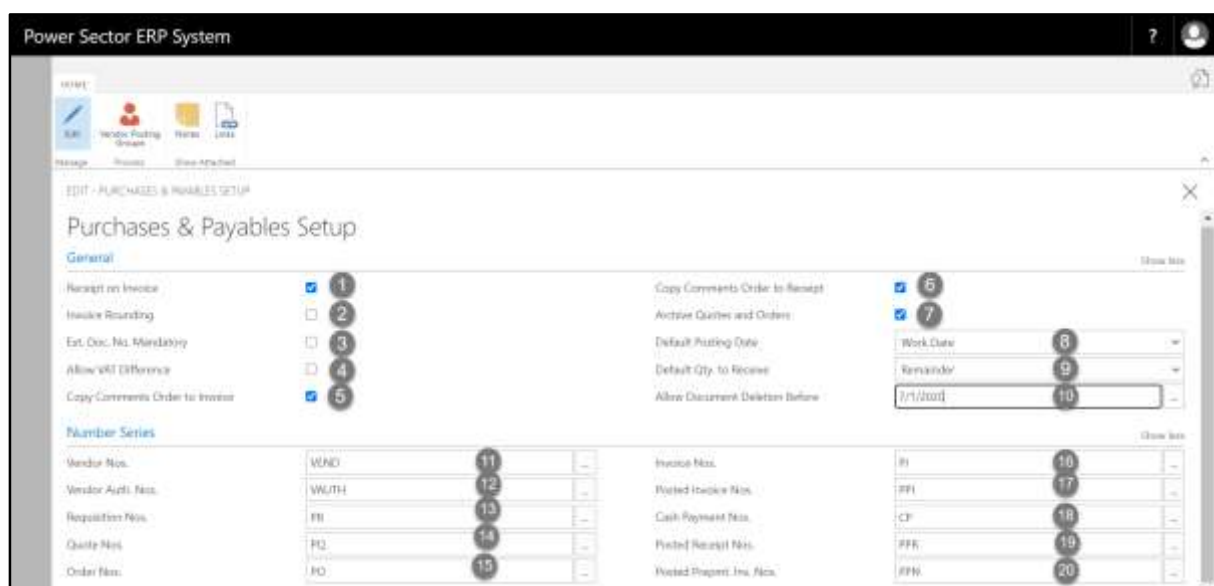 Power Sector ERP System ?
HOME
Edit Vendor Posting Groups Notes Links
Manage Process Show Attached
EDIT - PURCHASES & PAYABLES SETUP
Purchases & Payables Setup
General Show less
Receipt on Invoice 1 Copy Comments Order to Receipt 6
Invoice Rounding 2 Archive Quotes and Orders 7
Ext. Doc. No. Mandatory 3 Default Posting Date Work Date 8
Allow VAT Difference 4 Default Qty. to Receive Remainder 9
Copy Comments Order to Invoice 5 Allow Document Deletion Before 10
Number Series Show less
Vendor Nos. VEND 11 Invoice Nos. PI 16
Vendor Auth. Nos. VAUTH 12 Posted Invoice Nos. PPI 17
Requisition Nos. PR 13 Cash Payment Nos. CP 18
Quote Nos. PQ 14 Posted Receipt Nos. PPR 19
Order Nos. PO 15 Posted Prepmt. Inv. Nos. PPN 20